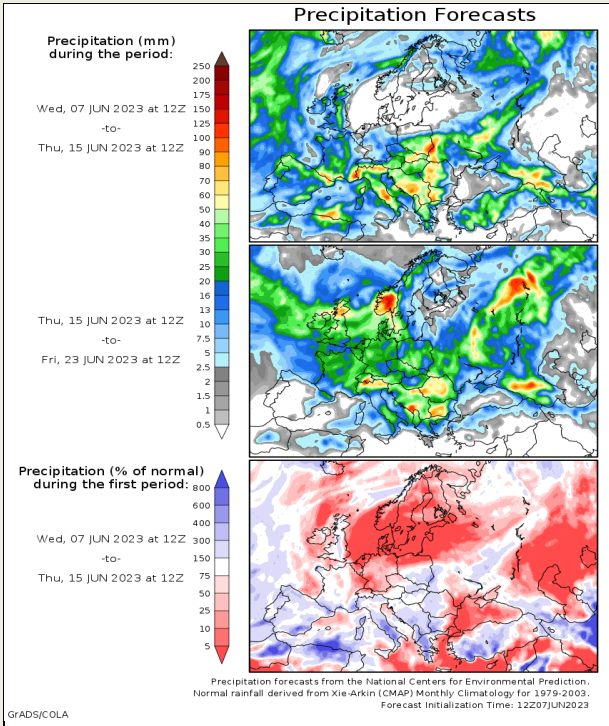 Precipitation Forecasts
Precipitation (mm)
during the period:
250
200
175
150
125
100
90
80
70
60
50
40
35
30
25
20
16
13
10
7.5
5
2.5
2
1.5
1
0.5
Wed, 07 JUN 2023 at 12Z
-to-
Thu, 15 JUN 2023 at 12Z
Thu, 15 JUN 2023 at 12Z
-to-
Fri, 23 JUN 2023 at 12Z
Precipitation (% of normal)
during the first period:
800
600
400
300
150
75
50
25
10
5
Wed, 07 JUN 2023 at 12Z
-to-
Thu, 15 JUN 2023 at 12Z
Precipitation forecasts from the National Centers for Environmental Prediction.
Normal rainfall derived from Xie-Arkin (CMAP) Monthly Climatology for 1979-2003.
Forecast Initialization Time: 12Z07JUN2023
GrADS/COLA